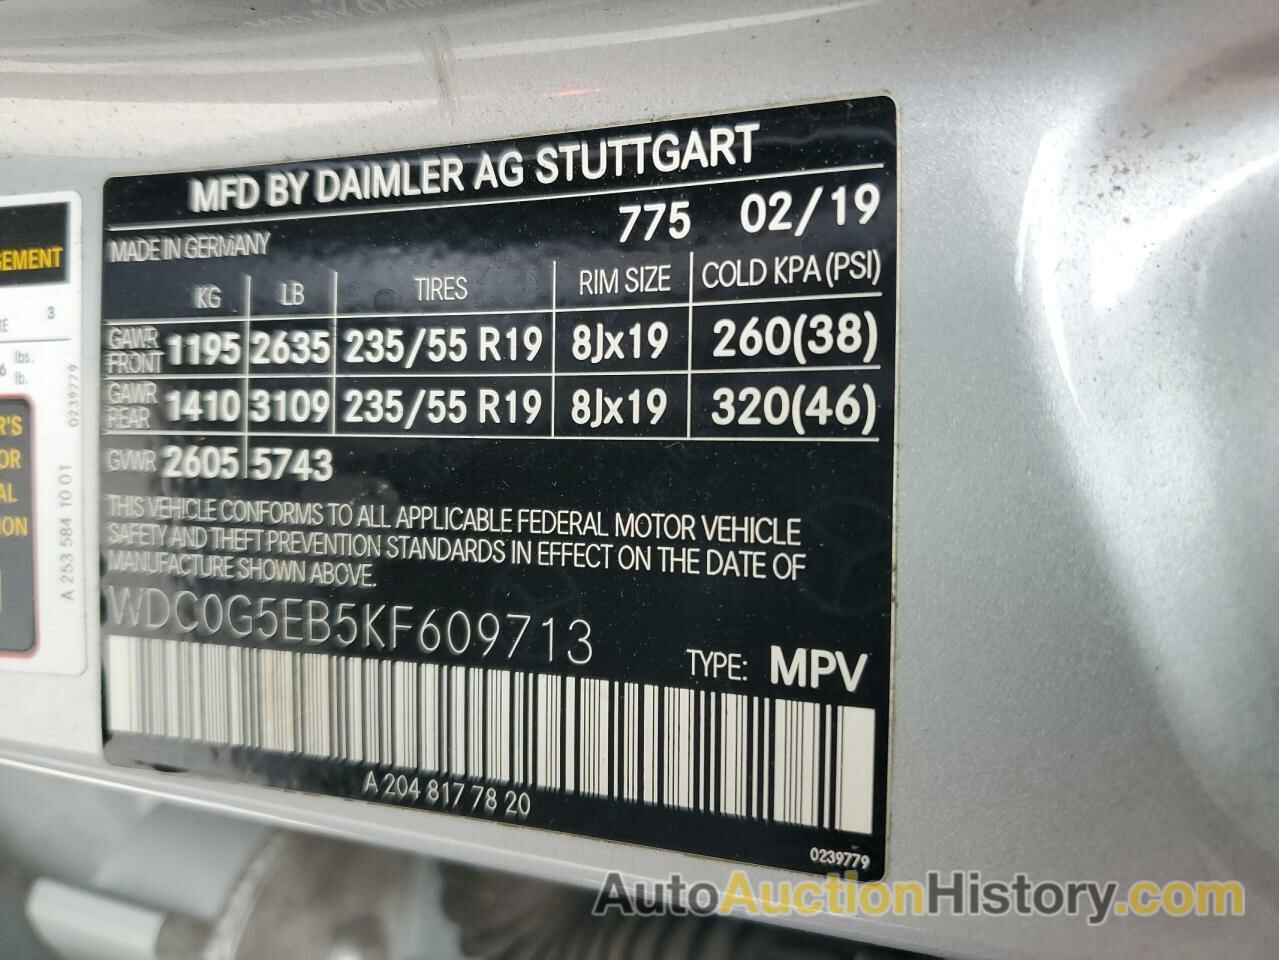 MFD BY DAIMLER AG STUTTGART
775 02/19
MADE IN GERMANY
KG LB TIRES RIM SIZE COLD KPA (PSI)
GAWR FRONT 1195 2635 235/55 R19 8Jx19 260(38)
GAWR REAR 1410 3109 235/55 R19 8Jx19 320(46)
GVWR 2605 5743
THIS VEHICLE CONFORMS TO ALL APPLICABLE FEDERAL MOTOR VEHICLE
SAFETY AND THEFT PREVENTION STANDARDS IN EFFECT ON THE DATE OF
MANUFACTURE SHOWN ABOVE.
WDC0G5EB5KF609713
TYPE: MPV
A 204 817 78 20
0239779
3
lbs.
6 lb.
0239779
A 253 584 10 01
AutoAuctionHistory.com